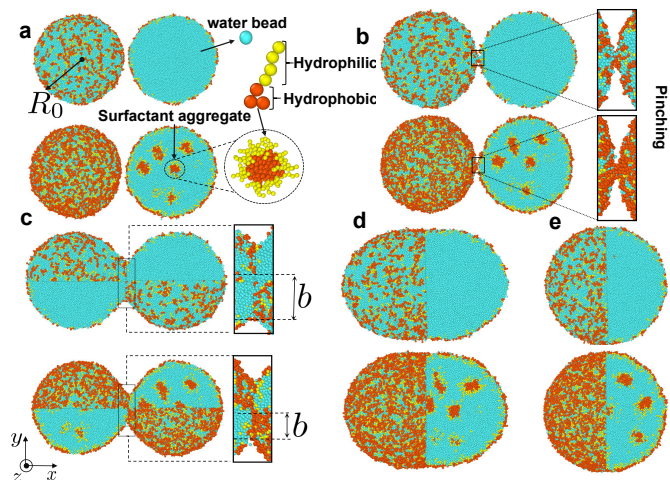 a
water bead
Hydrophilic
Hydrophobic
R₀
Surfactant aggregate
b
Pinching
c
b
b
y
z
x
d
e